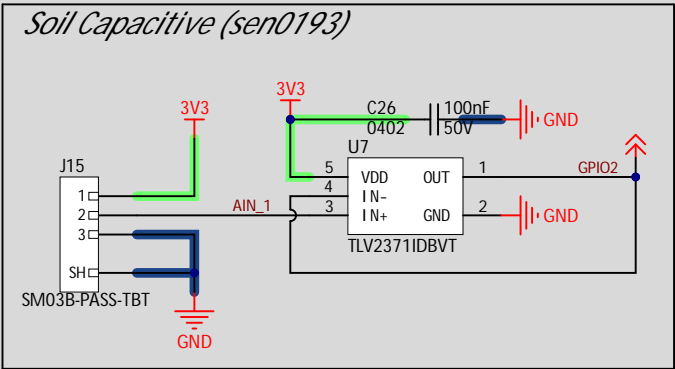 Soil Capacitive (sen0193)
3V3
3V3
C26 100nF
0402 50V
GND
U7
J15
5 VDD OUT 1
GPIO2
4 IN-
1
2
AIN_1
3 IN+ GND 2
GND
3
TLV2371IDBVT
SH
SM03B-PASS-TBT
GND